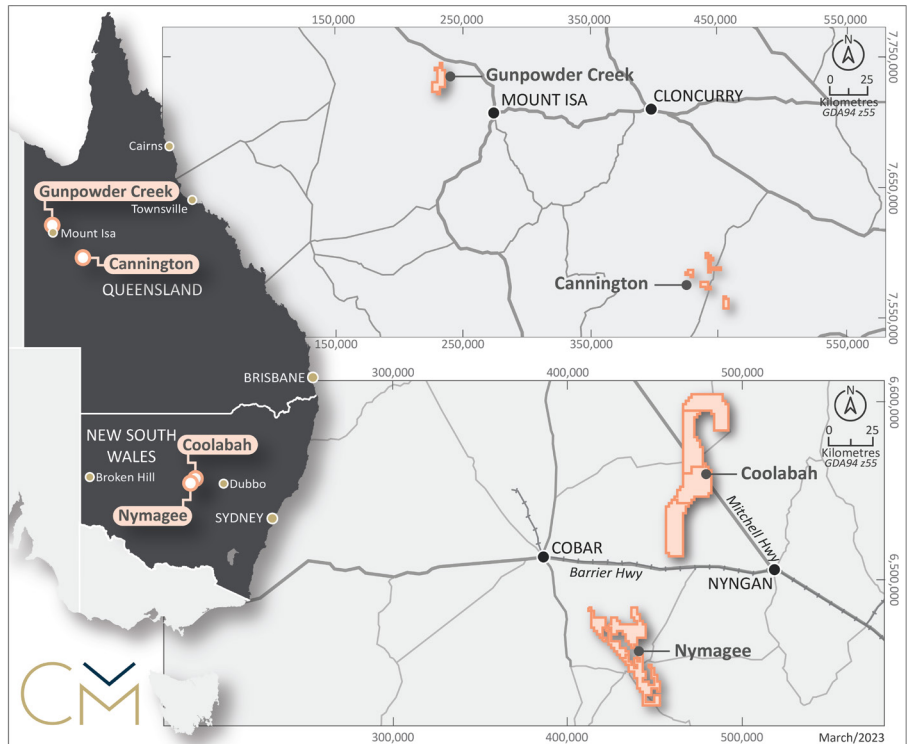 150,000
250,000
350,000
450,000
550,000
7,750,000
N
0 25
Kilometres
GDA94 z55
Gunpowder Creek
MOUNT ISA
CLONCURRY
7,650,000
Cannington
7,550,000
150,000
250,000
350,000
450,000
550,000
Cairns
Gunpowder Creek
Townsville
Mount Isa
Cannington
QUEENSLAND
BRISBANE
NEW SOUTH
WALES
Coolabah
Broken Hill
Dubbo
Nymagee
SYDNEY
300,000
400,000
500,000
6,600,000
N
0 25
Kilometres
GDA94 z55
Coolabah
Mitchell Hwy
COBAR
Barrier Hwy
NYNGAN
6,500,000
Nymagee
300,000
400,000
500,000
March/2023
CM